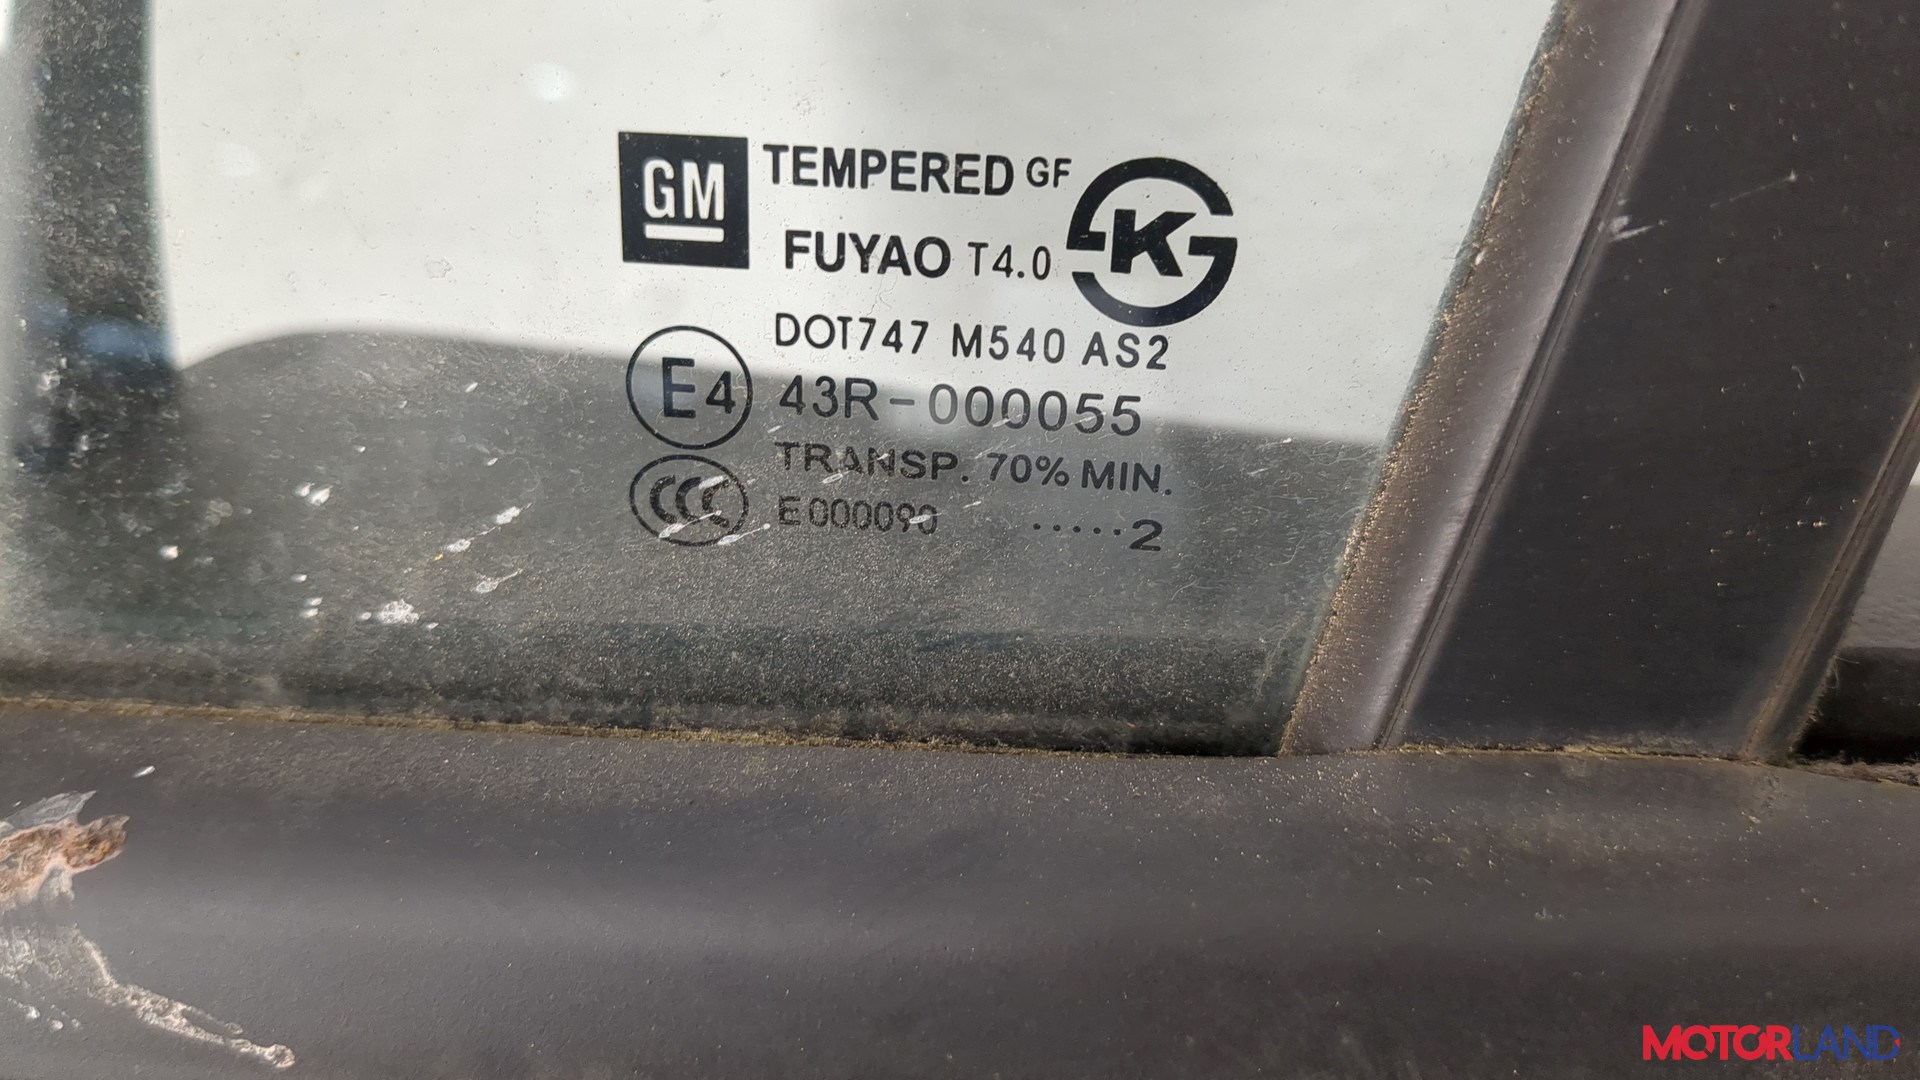 GM
TEMPERED GF
FUYAO T4.0
K
DOT747 M540 AS2
E4 43R-000055
TRANSP. 70% MIN.
CCC E000090 .....2
MOTORLAND